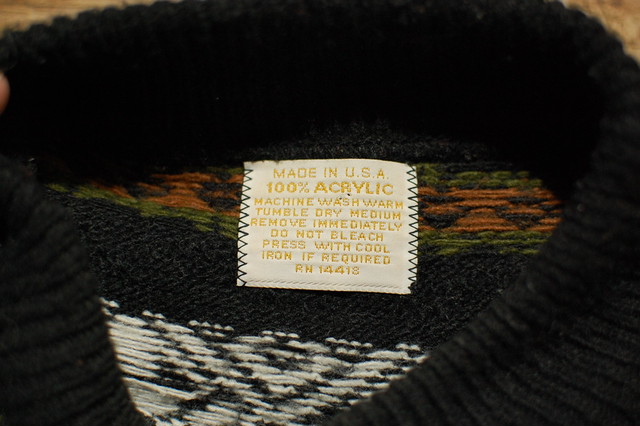 MADE IN U.S.A.
100% ACRYLIC
MACHINE WASH WARM
TUMBLE DRY MEDIUM
REMOVE IMMEDIATELY
DO NOT BLEACH
PRESS WITH COOL
IRON IF REQUIRED
RN 14418